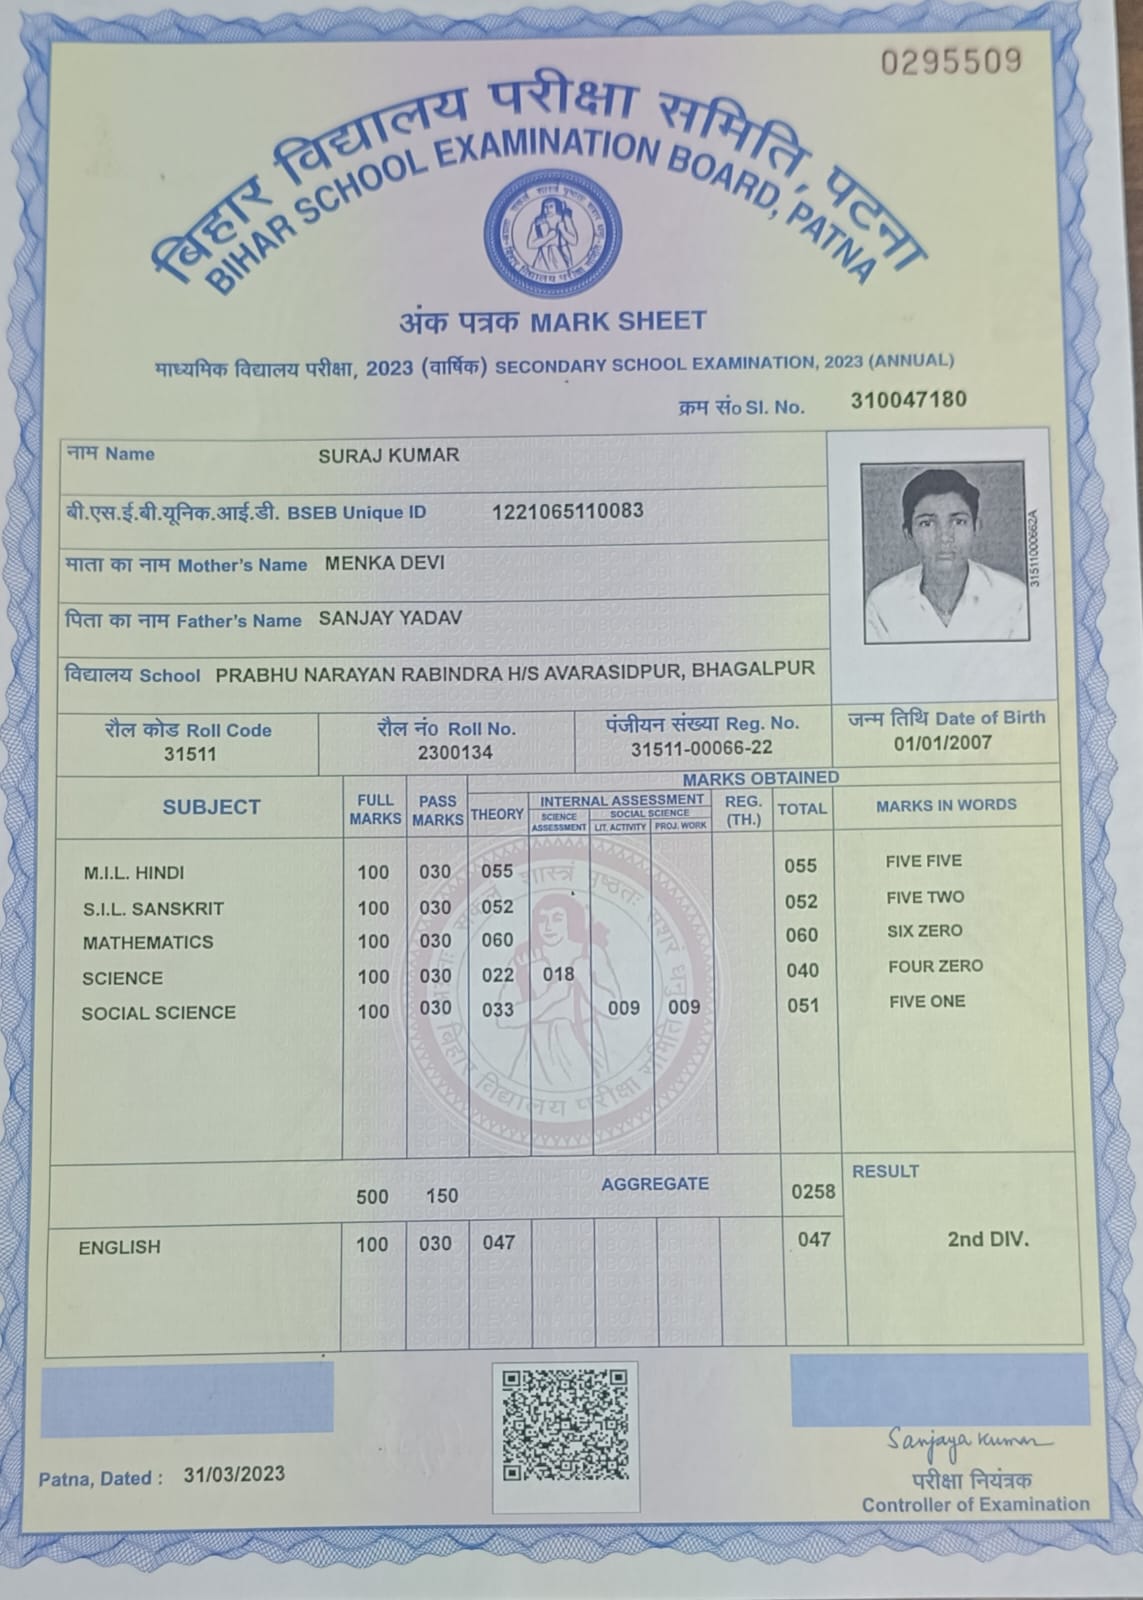 0295509
बिहार विद्यालय परीक्षा समिति, पटना
BIHAR SCHOOL EXAMINATION BOARD, PATNA
अंक पत्रक MARK SHEET
माध्यमिक विद्यालय परीक्षा, 2023 (वार्षिक) SECONDARY SCHOOL EXAMINATION, 2023 (ANNUAL)
क्रम सं० Sl. No. 310047180
नाम Name SURAJ KUMAR
बी.एस.ई.बी.यूनिक.आई.डी. BSEB Unique ID 1221065110083
माता का नाम Mother's Name MENKA DEVI
पिता का नाम Father's Name SANJAY YADAV
विद्यालय School PRABHU NARAYAN RABINDRA H/S AVARASIDPUR, BHAGALPUR
31511000662A
रौल कोड Roll Code रौल नं० Roll No. पंजीयन संख्या Reg. No. जन्म तिथि Date of Birth
31511 2300134 31511-00066-22 01/01/2007
MARKS OBTAINED
SUBJECT FULL MARKS PASS MARKS THEORY INTERNAL ASSESSMENT REG. (TH.) TOTAL MARKS IN WORDS
SCIENCE ASSESSMENT SOCIAL SCIENCE
LIT. ACTIVITY PROJ. WORK
M.I.L. HINDI 100 030 055 055 FIVE FIVE
S.I.L. SANSKRIT 100 030 052 052 FIVE TWO
MATHEMATICS 100 030 060 060 SIX ZERO
SCIENCE 100 030 022 018 040 FOUR ZERO
SOCIAL SCIENCE 100 030 033 009 009 051 FIVE ONE
500 150 AGGREGATE 0258 RESULT
ENGLISH 100 030 047 047 2nd DIV.
Sanjaya Kumar
Patna, Dated : 31/03/2023
परीक्षा नियंत्रक
Controller of Examination